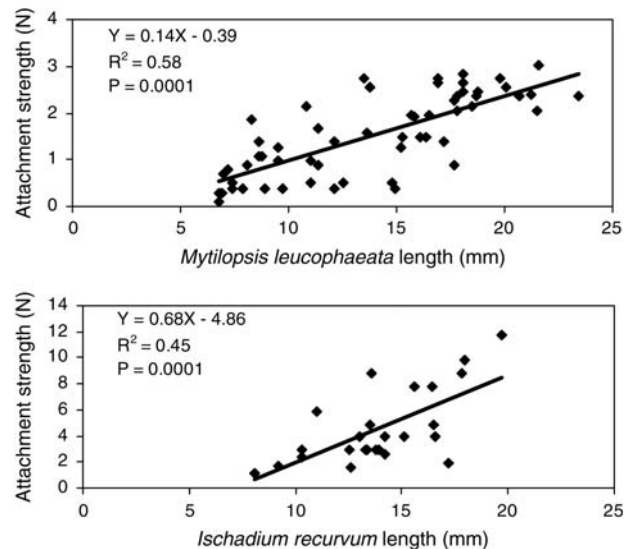 Attachment strength (N)
4
3
2
1
0
Y = 0.14X - 0.39
R² = 0.58
P = 0.0001
0 5 10 15 20 25
Mytilopsis leucophaeata length (mm)
Attachment strength (N)
14
12
10
8
6
4
2
0
Y = 0.68X - 4.86
R² = 0.45
P = 0.0001
0 5 10 15 20 25
Ischadium recurvum length (mm)